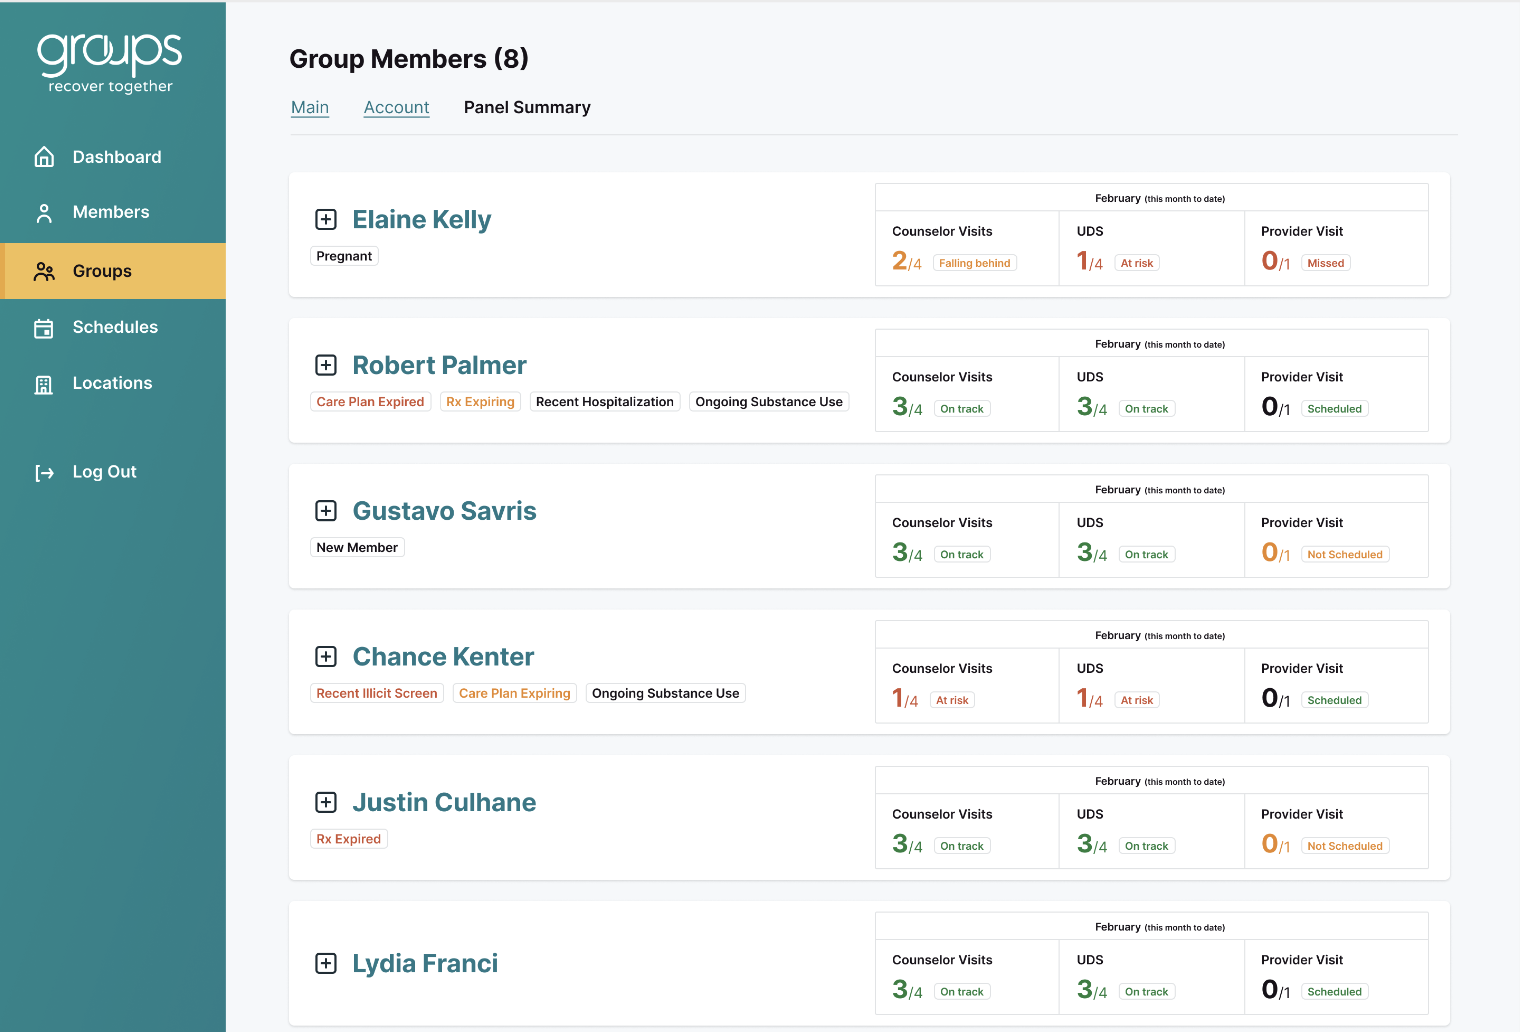 groups
recover together
Dashboard
Members
Groups
Schedules
Locations
Log Out
Group Members (8)
Main Account Panel Summary
Elaine Kelly
Pregnant
February (this month to date)
Counselor Visits UDS Provider Visit
2/4 Falling behind 1/4 At risk 0/1 Missed
Robert Palmer
Care Plan Expired Rx Expiring Recent Hospitalization Ongoing Substance Use
February (this month to date)
Counselor Visits UDS Provider Visit
3/4 On track 3/4 On track 0/1 Scheduled
Gustavo Savris
New Member
February (this month to date)
Counselor Visits UDS Provider Visit
3/4 On track 3/4 On track 0/1 Not Scheduled
Chance Kenter
Recent Illicit Screen Care Plan Expiring Ongoing Substance Use
February (this month to date)
Counselor Visits UDS Provider Visit
1/4 At risk 1/4 At risk 0/1 Scheduled
Justin Culhane
Rx Expired
February (this month to date)
Counselor Visits UDS Provider Visit
3/4 On track 3/4 On track 0/1 Not Scheduled
Lydia Franci
February (this month to date)
Counselor Visits UDS Provider Visit
3/4 On track 3/4 On track 0/1 Scheduled